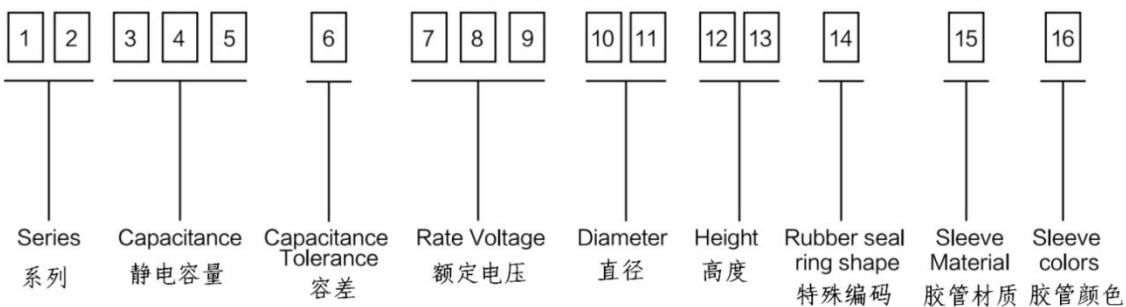 1 2 3 4 5 6 7 8 9 10 11 12 13 14 15 16
Series
系列
Capacitance
静电容量
Capacitance
Tolerance
容差
Rate Voltage
额定电压
Diameter
直径
Height
高度
Rubber seal
ring shape
特殊编码
Sleeve
Material
胶管材质
Sleeve
colors
胶管颜色